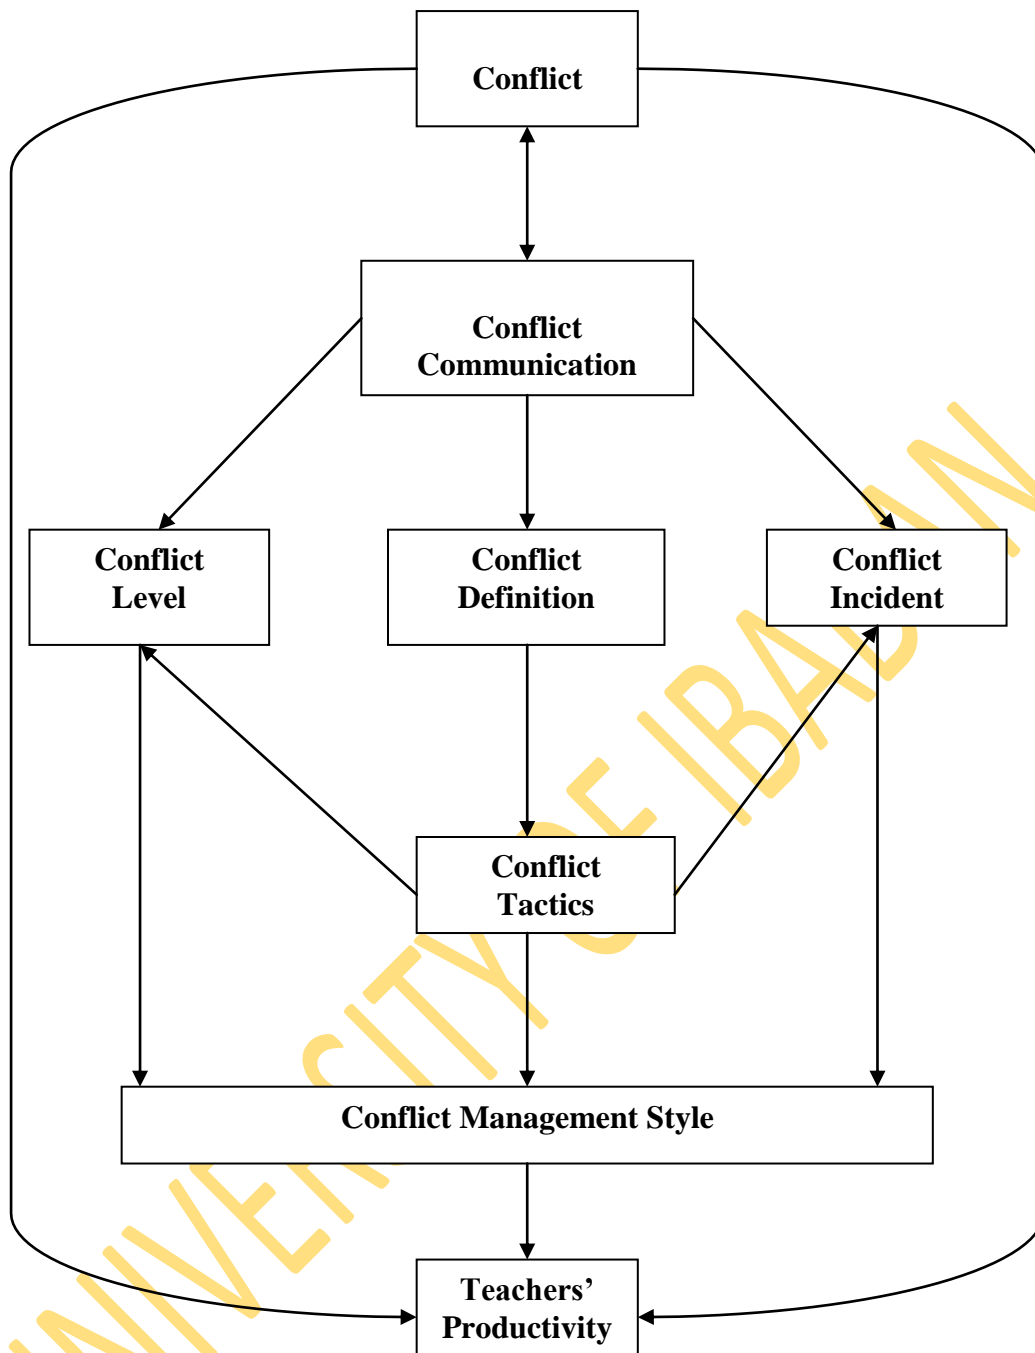 Conflict
Conflict
Communication
Conflict
Level
Conflict
Definition
Conflict
Incident
Conflict
Tactics
Conflict Management Style
Teachers’
Productivity
UNIVERSITY OF IBADAN